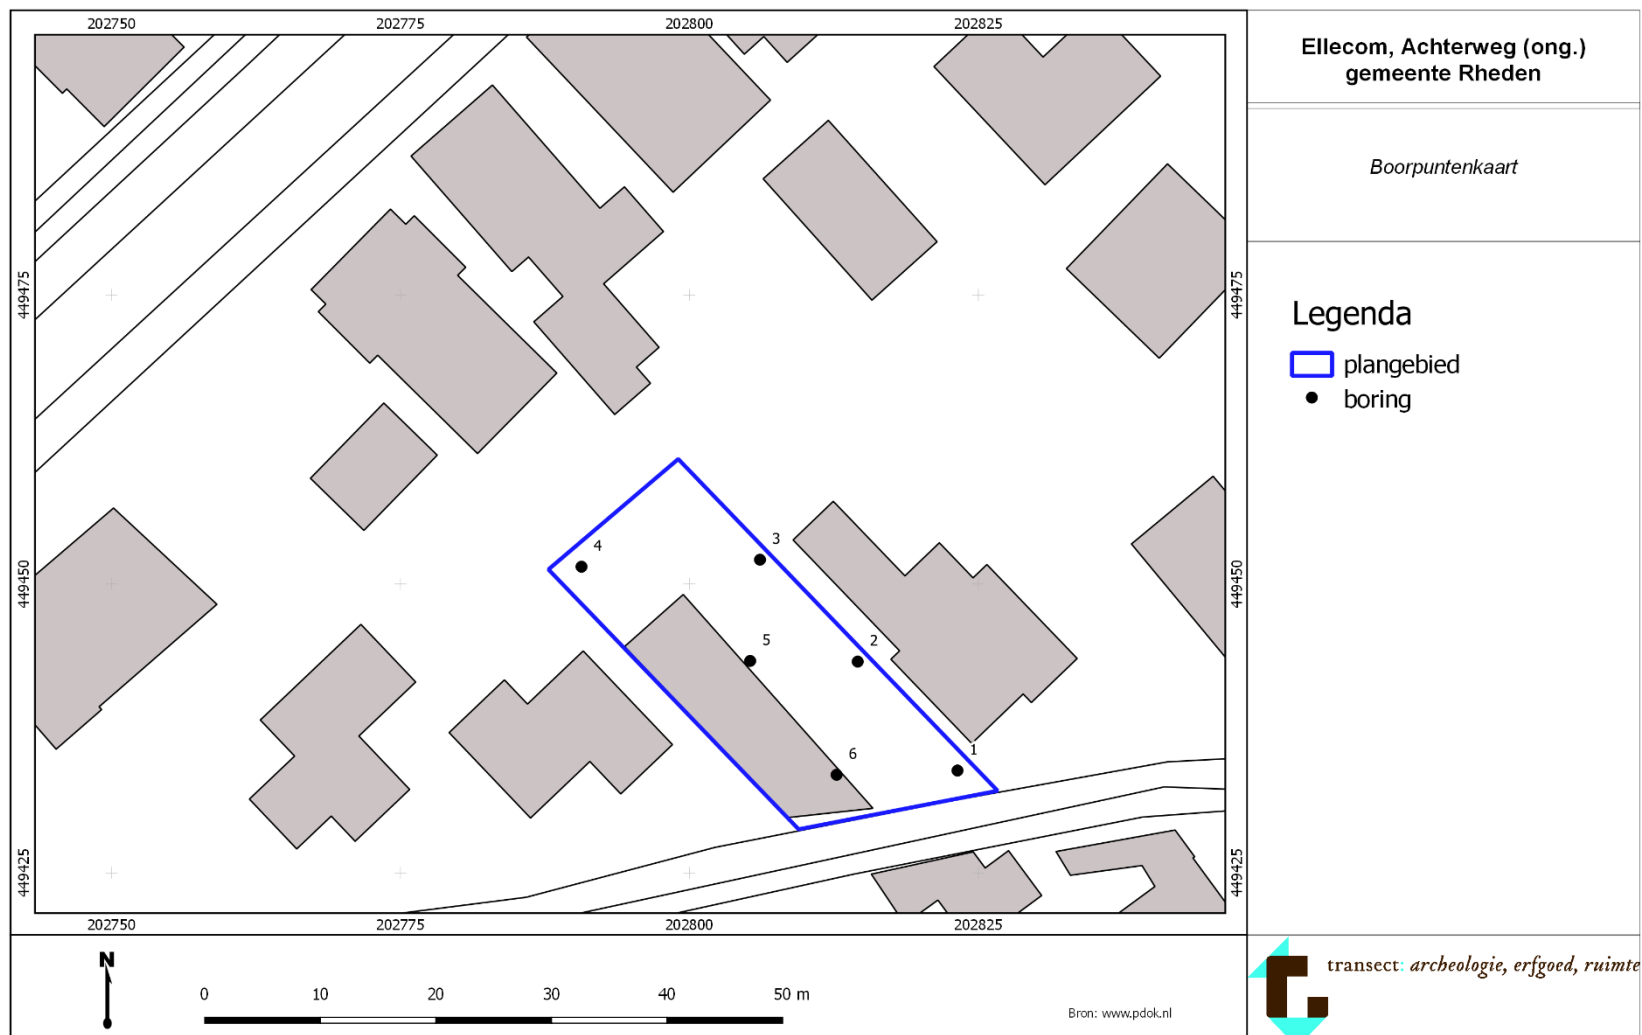 202750 202775 202800 202825
Ellecom, Achterweg (ong.)
gemeente Rheden
Boorpuntenkaart
449475 449475
Legenda
plangebied
boring
3
4
449450 449450
5 2
6 1
449425 449425
202750 202775 202800 202825
N
0 10 20 30 40 50 m
Bron: www.pdok.nl
transect: archeologie, erfgoed, ruimte